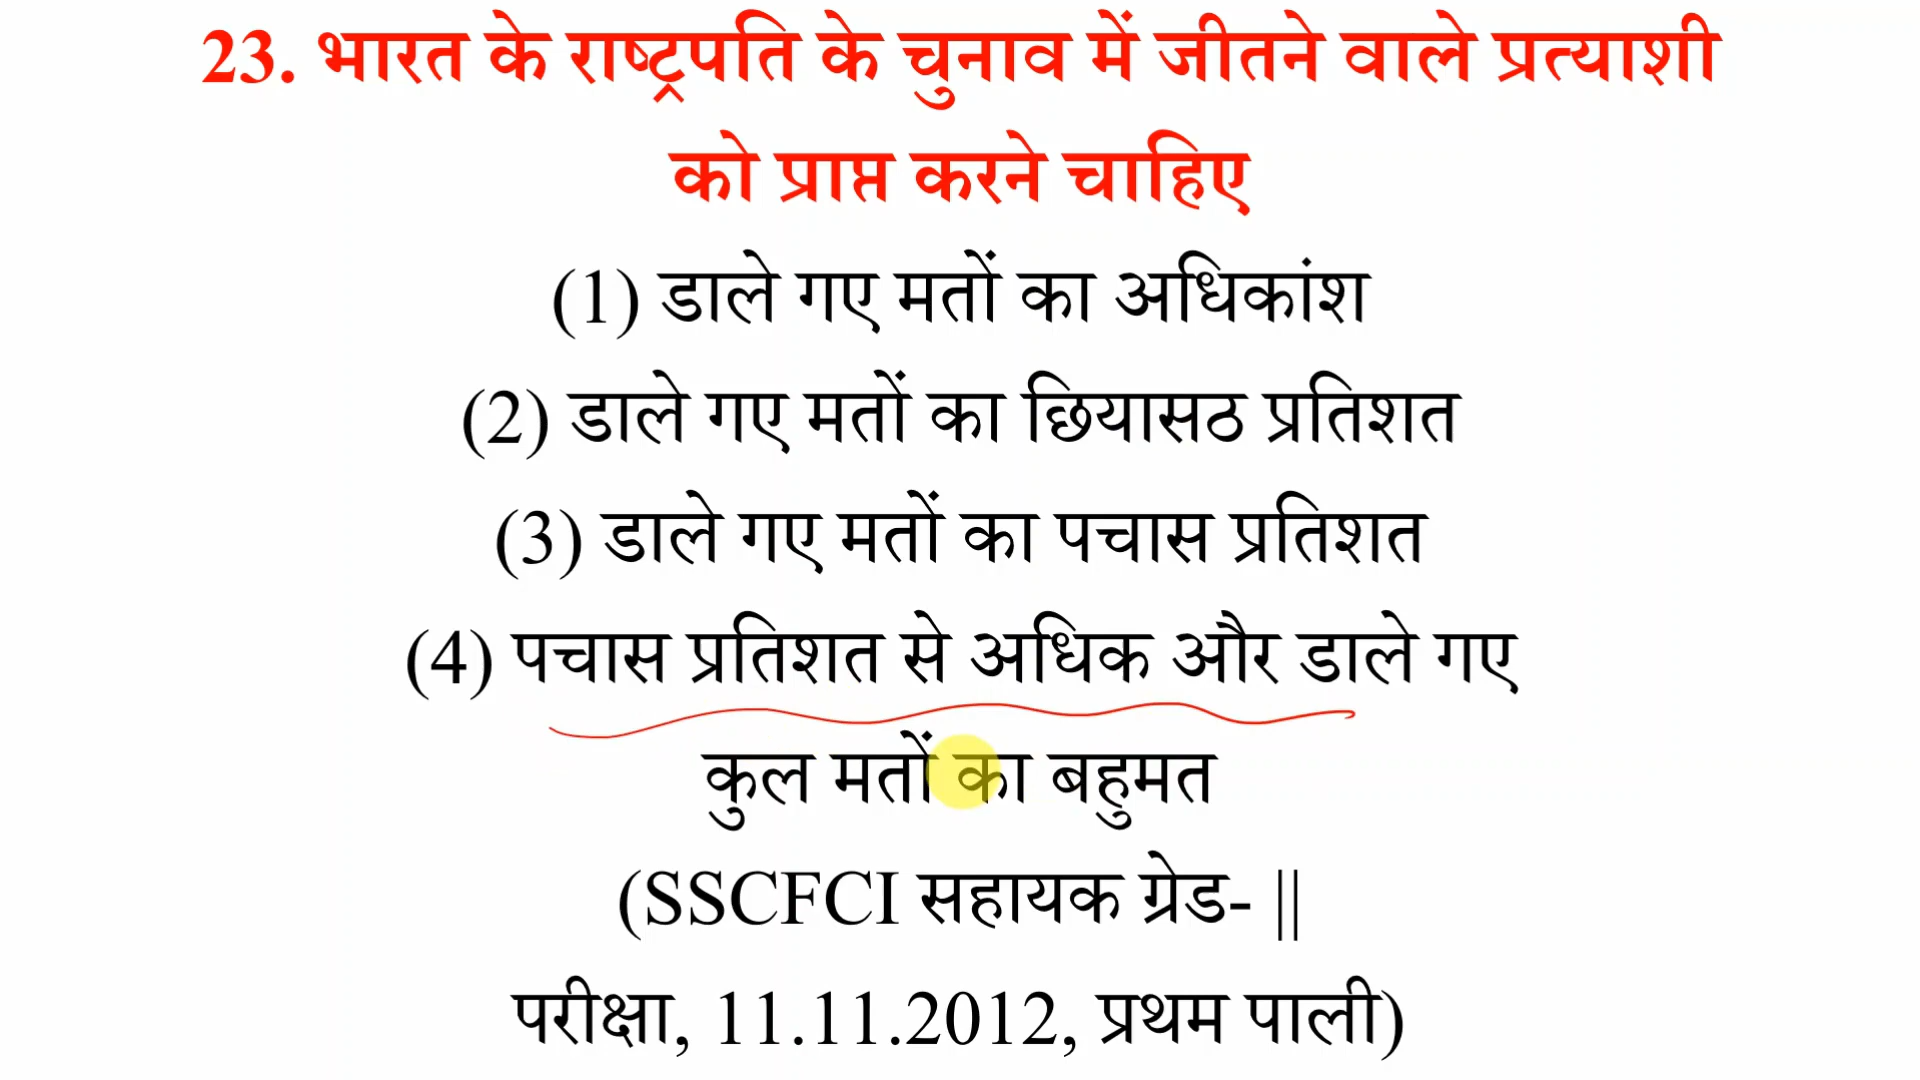 23. भारत के राष्ट्रपति के चुनाव में जीतने वाले प्रत्याशी
को प्राप्त करने चाहिए
(1) डाले गए मतों का अधिकांश
(2) डाले गए मतों का छियासठ प्रतिशत
(3) डाले गए मतों का पचास प्रतिशत
(4) पचास प्रतिशत से अधिक और डाले गए
कुल मतों का बहुमत
(SSCFCI सहायक ग्रेड- ||
परीक्षा, 11.11.2012, प्रथम पाली)